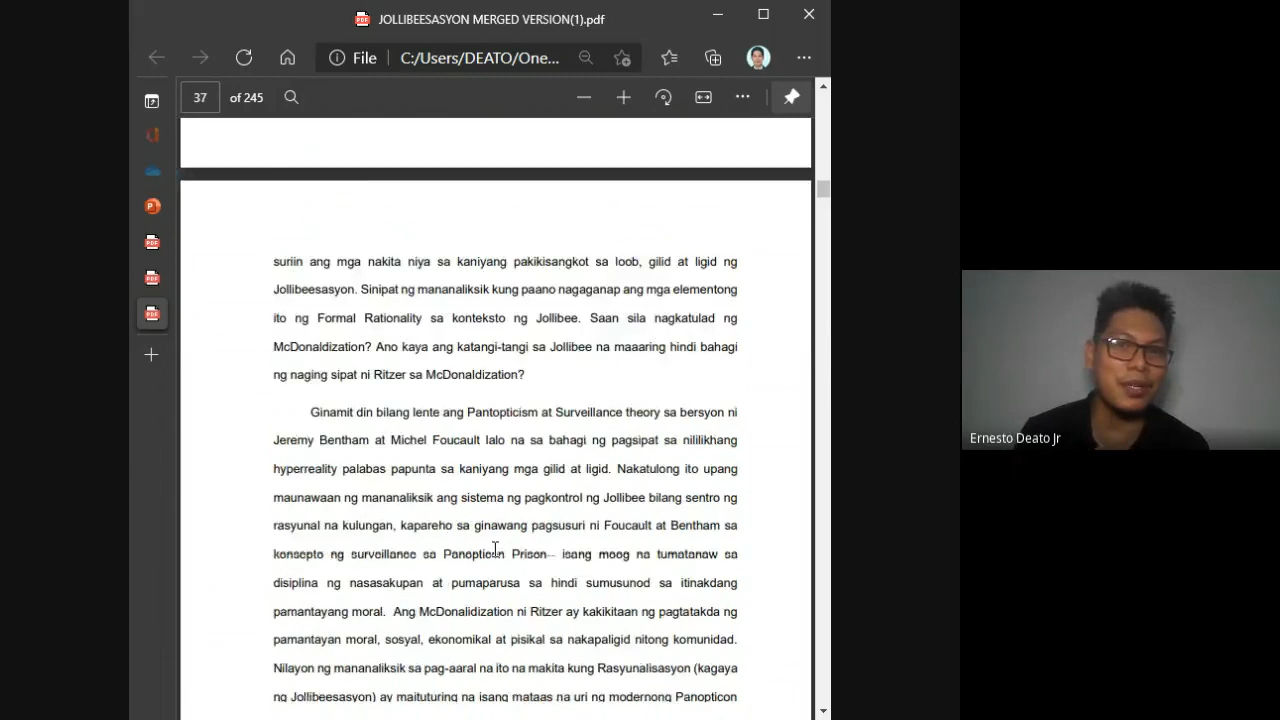 JOLLIBEESASYON MERGED VERSION(1).pdf
File
C:/Users/DEATO/One...
37 of 245
suriin ang mga nakita niya sa kaniyang pakikisangkot sa loob, gilid at ligid ng
Jollibeesasyon. Sinipat ng mananaliksik kung paano nagaganap ang mga elementong
ito ng Formal Rationality sa konteksto ng Jollibee. Saan sila nagkatulad ng
McDonaldization? Ano kaya ang katangi-tangi sa Jollibee na maaaring hindi bahagi
ng naging sipat ni Ritzer sa McDonaldization?
Ginamit din bilang lente ang Pantopticism at Surveillance theory sa bersyon ni
Jeremy Bentham at Michel Foucault lalo na sa bahagi ng pagsipat sa nililikhang
hyperreality palabas papunta sa kaniyang mga gilid at ligid. Nakatulong ito upang
maunawaan ng mananaliksik ang sistema ng pagkontrol ng Jollibee bilang sentro ng
rasyunal na kulungan, kapareho sa ginawang pagsusuri ni Foucault at Bentham sa
konsepto ng surveillance sa Panopticon Prison-- isang moog na tumatanaw sa
disiplina ng nasasakupan at pumaparusa sa hindi sumusunod sa itinakdang
pamantayang moral. Ang McDonalidization ni Ritzer ay kakikitaan ng pagtatakda ng
pamantayan moral, sosyal, ekonomikal at pisikal sa nakapaligid nitong komunidad.
Nilayon ng mananaliksik sa pag-aaral na ito na makita kung Rasyunalisasyon (kagaya
ng Jollibeesasyon) ay maituturing na isang mataas na uri ng modernong Panopticon
Ernesto Deato Jr